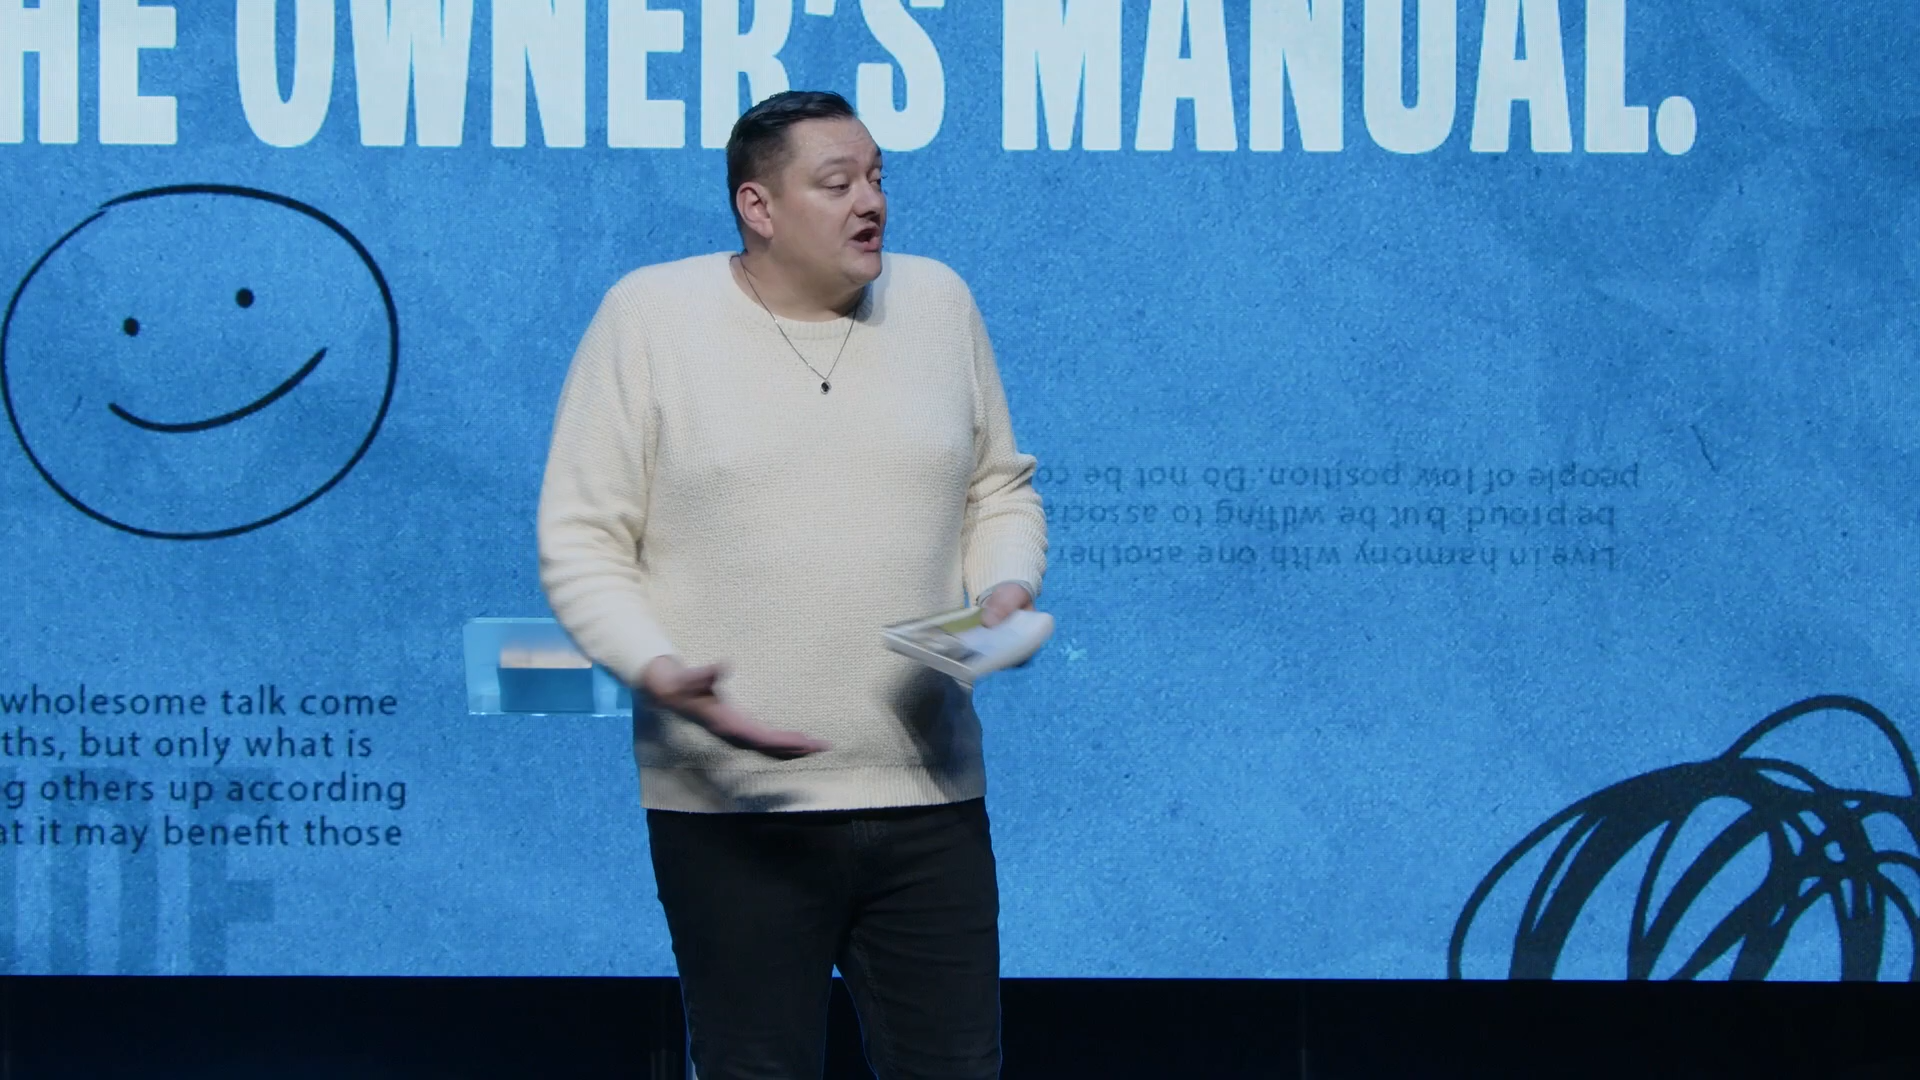 HE OWNER'S MANUAL.
people of low position. Do not be co
be proud, but be willing to associa
Live in harmony with one another.
wholesome talk come
ths, but only what is
g others up according
at it may benefit those